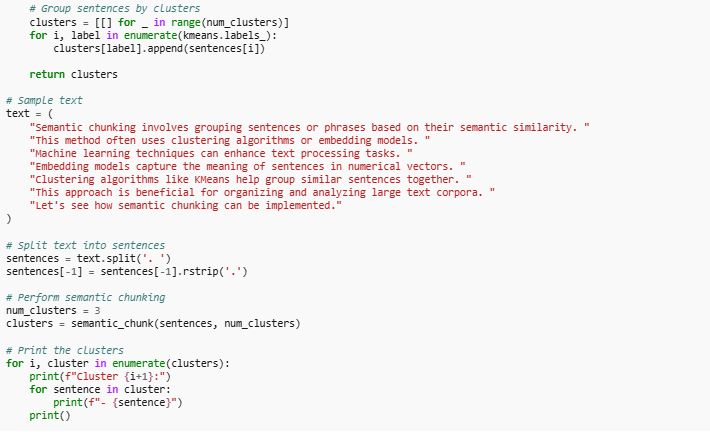 # Group sentences by clusters
    clusters = [[] for _ in range(num_clusters)]
    for i, label in enumerate(kmeans.labels_):
        clusters[label].append(sentences[i])

    return clusters

# Sample text
text = (
    "Semantic chunking involves grouping sentences or phrases based on their semantic similarity. "
    "This method often uses clustering algorithms or embedding models. "
    "Machine learning techniques can enhance text processing tasks. "
    "Embedding models capture the meaning of sentences in numerical vectors. "
    "Clustering algorithms like KMeans help group similar sentences together. "
    "This approach is beneficial for organizing and analyzing large text corpora. "
    "Let's see how semantic chunking can be implemented."
)

# Split text into sentences
sentences = text.split('. ')
sentences[-1] = sentences[-1].rstrip('.')

# Perform semantic chunking
num_clusters = 3
clusters = semantic_chunk(sentences, num_clusters)

# Print the clusters
for i, cluster in enumerate(clusters):
    print(f"Cluster {i+1}:")
    for sentence in cluster:
        print(f"- {sentence}")
    print()